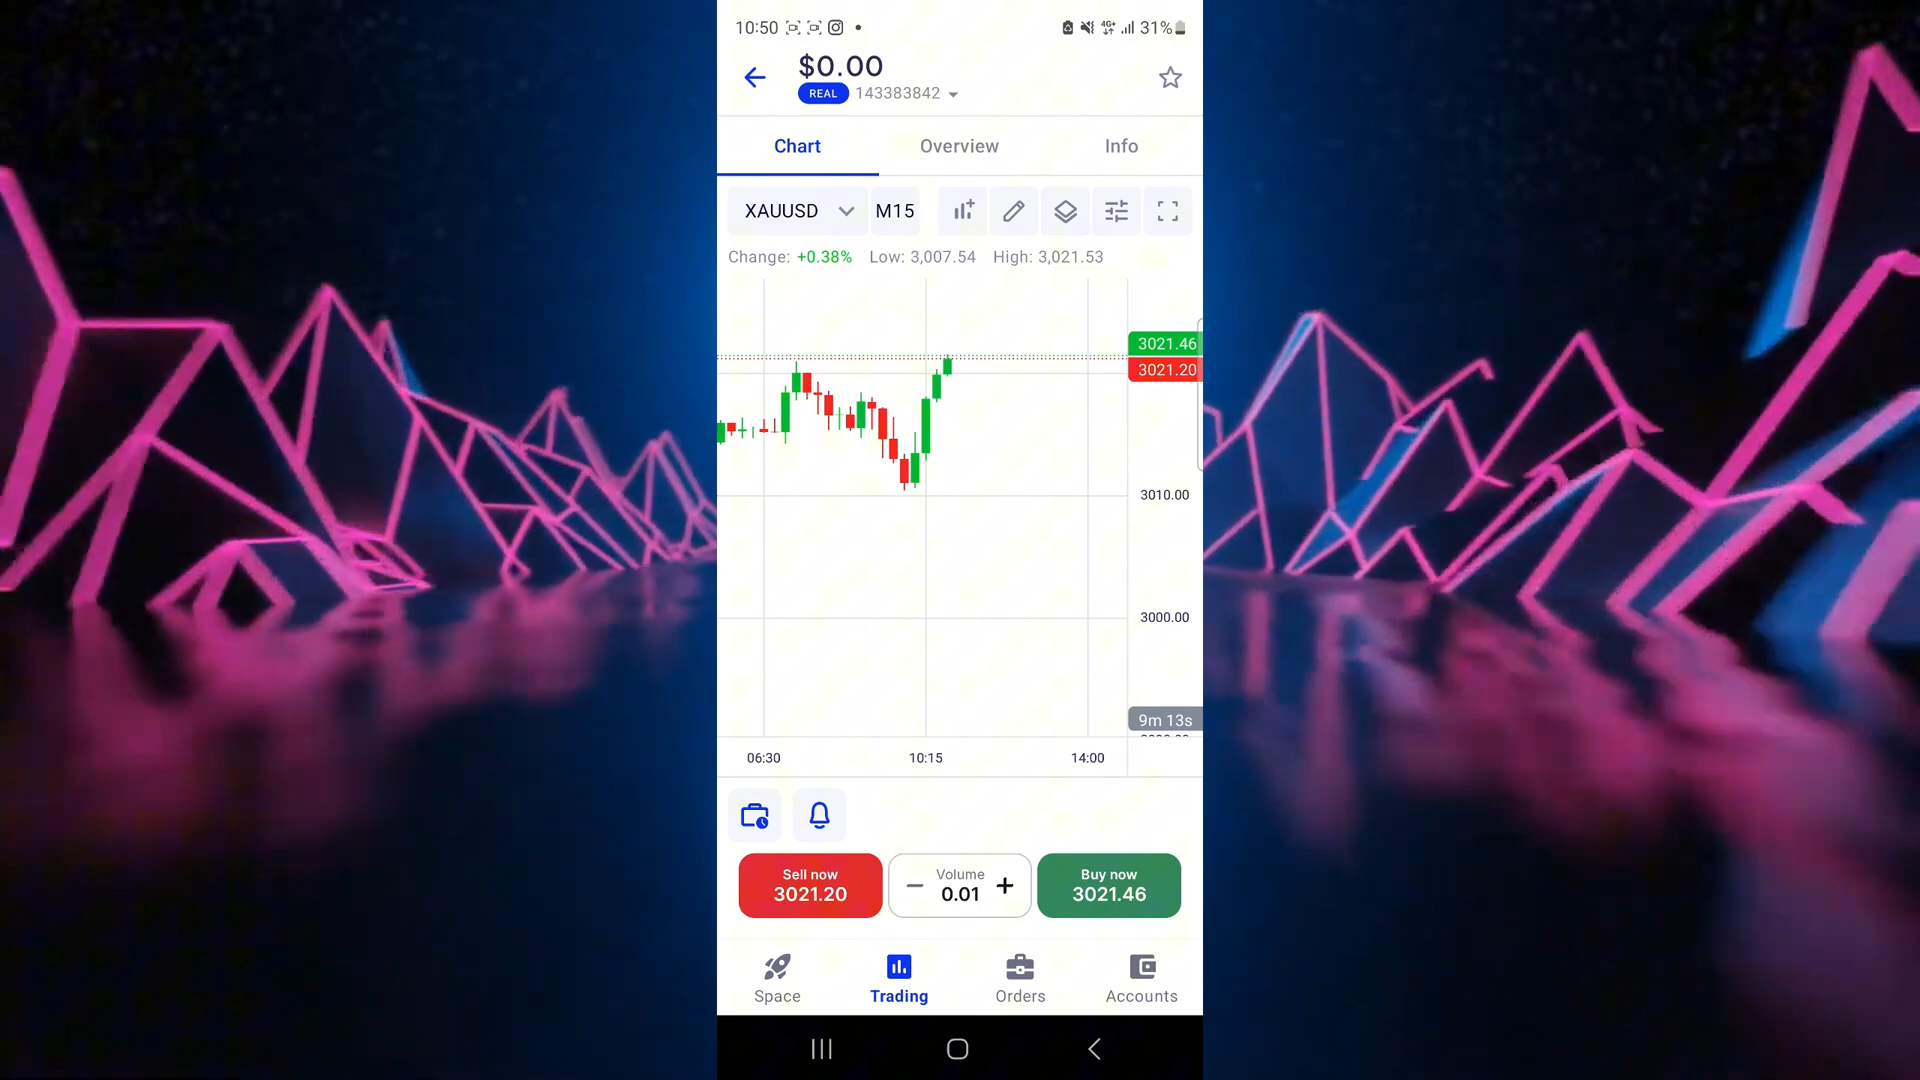 10:50 4G+ 31%
$0.00
REAL 143383842
Chart Overview Info
XAUUSD M15
Change: +0.38% Low: 3,007.54 High: 3,021.53
3021.46
3021.20
3010.00
3000.00
9m 13s
06:30 10:15 14:00
Sell now Volume Buy now
3021.20 0.01 3021.46
Space Trading Orders Accounts